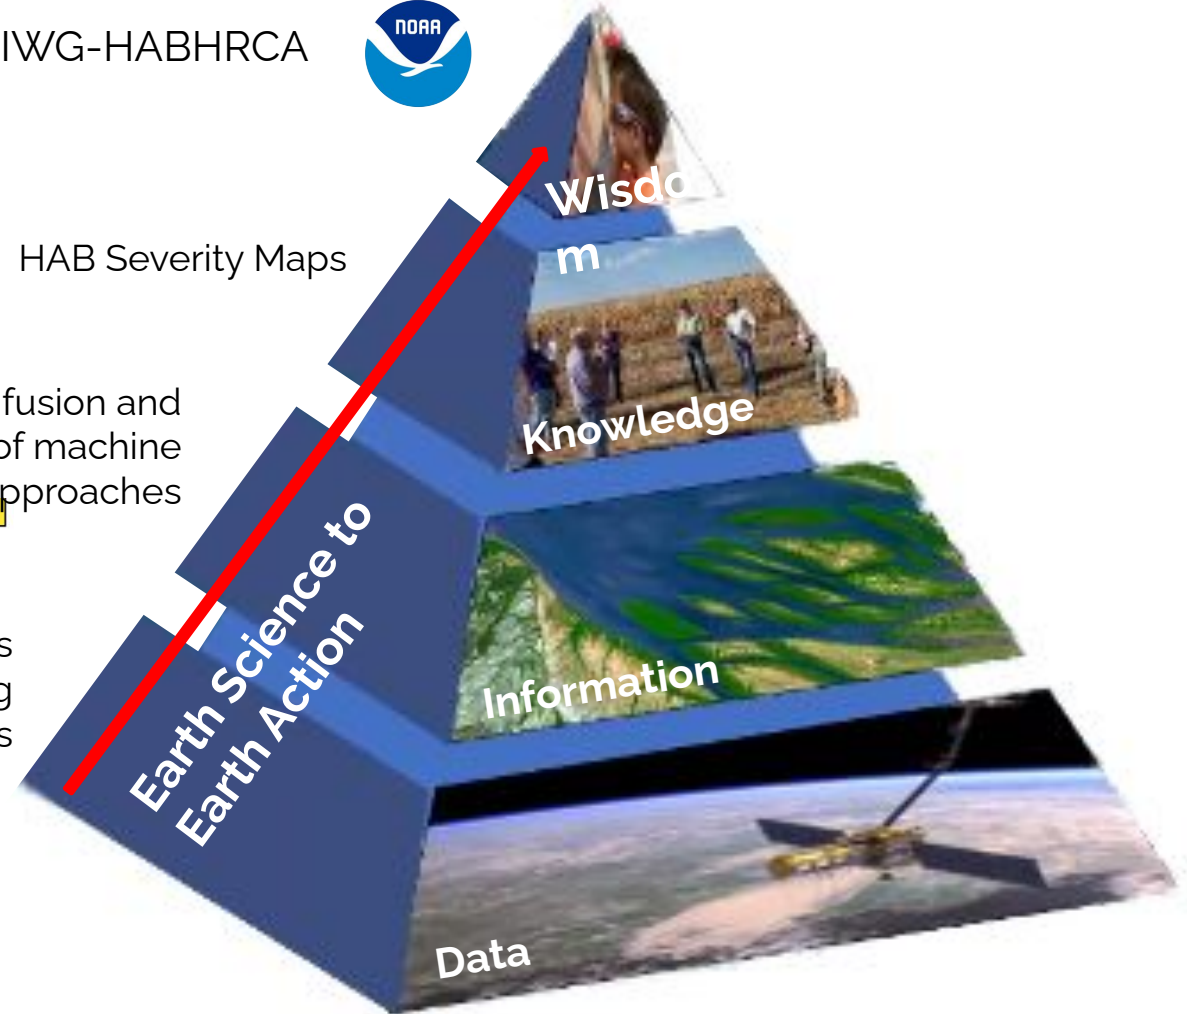 IWG-HABHRCA
NOAA
Wisdo
m
HAB Severity Maps
fusion and
of machine
pproaches
Knowledge
Earth Science to
Earth Action
Information
s
g
s
Data